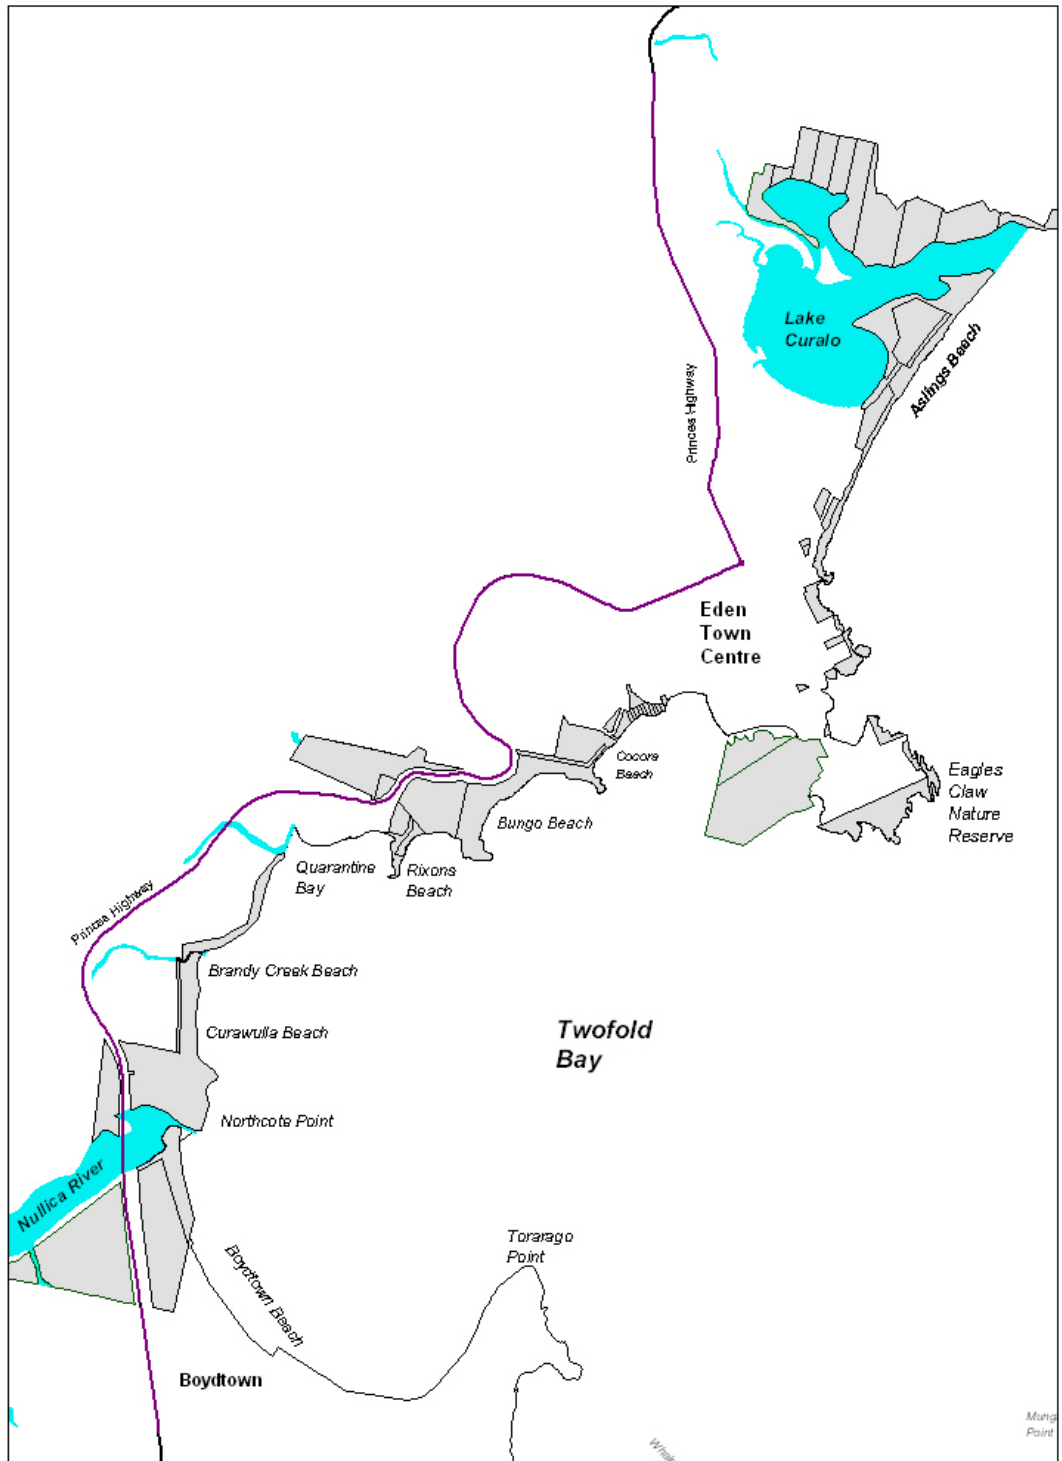 Lake
Curalo
Aslings Beach
Princes Highway
Eden
Town
Centre
Cocora
Beach
Eagles
Claw
Nature
Reserve
Bungo Beach
Quarantine
Bay
Rixons
Beach
Princes Highway
Brandy Creek Beach
Twofold
Bay
Curawulla Beach
Northcote Point
Nullica River
Torarago
Point
Boydtown Beach
Boydtown
Mung
Point